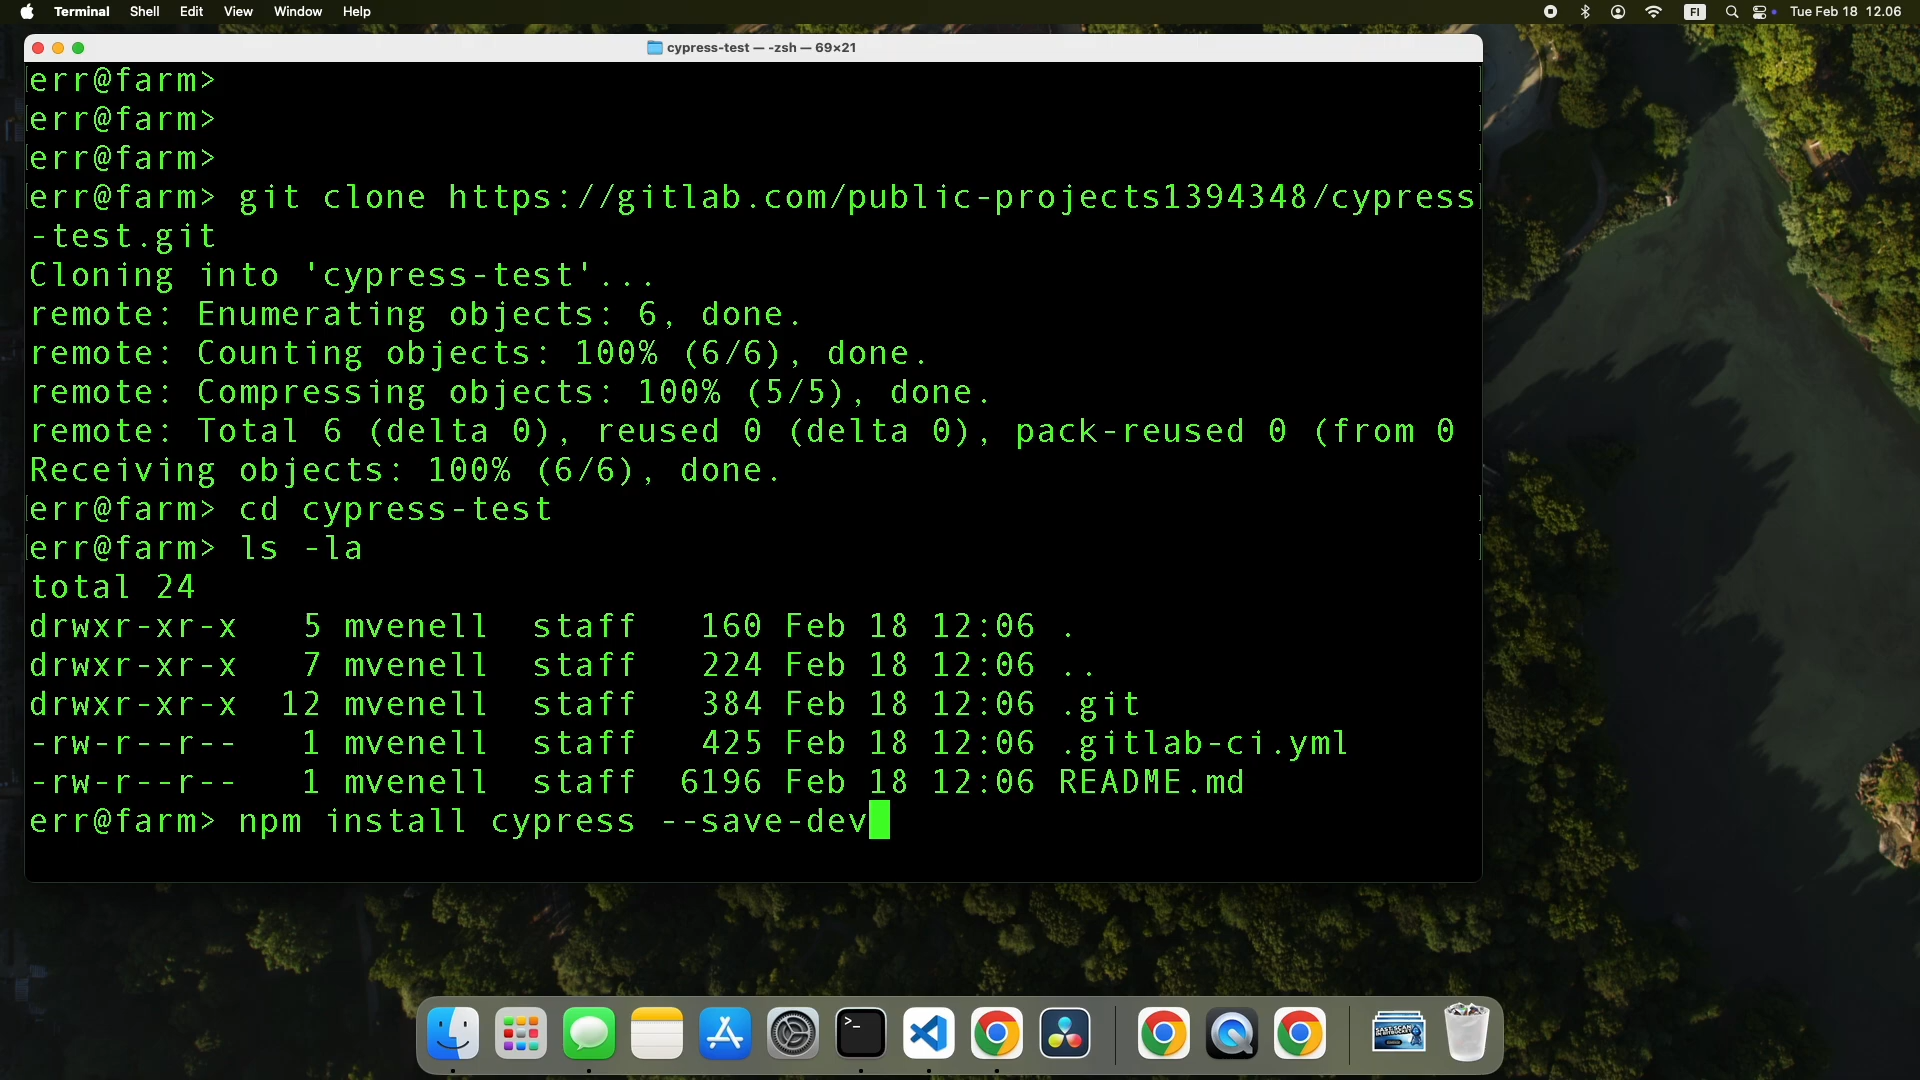 Terminal Shell Edit View Window Help FI Tue Feb 18 12.06
cypress-test — -zsh — 69×21
err@farm>
err@farm>
err@farm>
err@farm> git clone https://gitlab.com/public-projects1394348/cypress
-test.git
Cloning into 'cypress-test'...
remote: Enumerating objects: 6, done.
remote: Counting objects: 100% (6/6), done.
remote: Compressing objects: 100% (5/5), done.
remote: Total 6 (delta 0), reused 0 (delta 0), pack-reused 0 (from 0
Receiving objects: 100% (6/6), done.
err@farm> cd cypress-test
err@farm> ls -la
total 24
drwxr-xr-x   5 mvenell  staff   160 Feb 18 12:06 .
drwxr-xr-x   7 mvenell  staff   224 Feb 18 12:06 ..
drwxr-xr-x  12 mvenell  staff   384 Feb 18 12:06 .git
-rw-r--r--   1 mvenell  staff   425 Feb 18 12:06 .gitlab-ci.yml
-rw-r--r--   1 mvenell  staff  6196 Feb 18 12:06 README.md
err@farm> npm install cypress --save-dev
>_
SAST SCAN